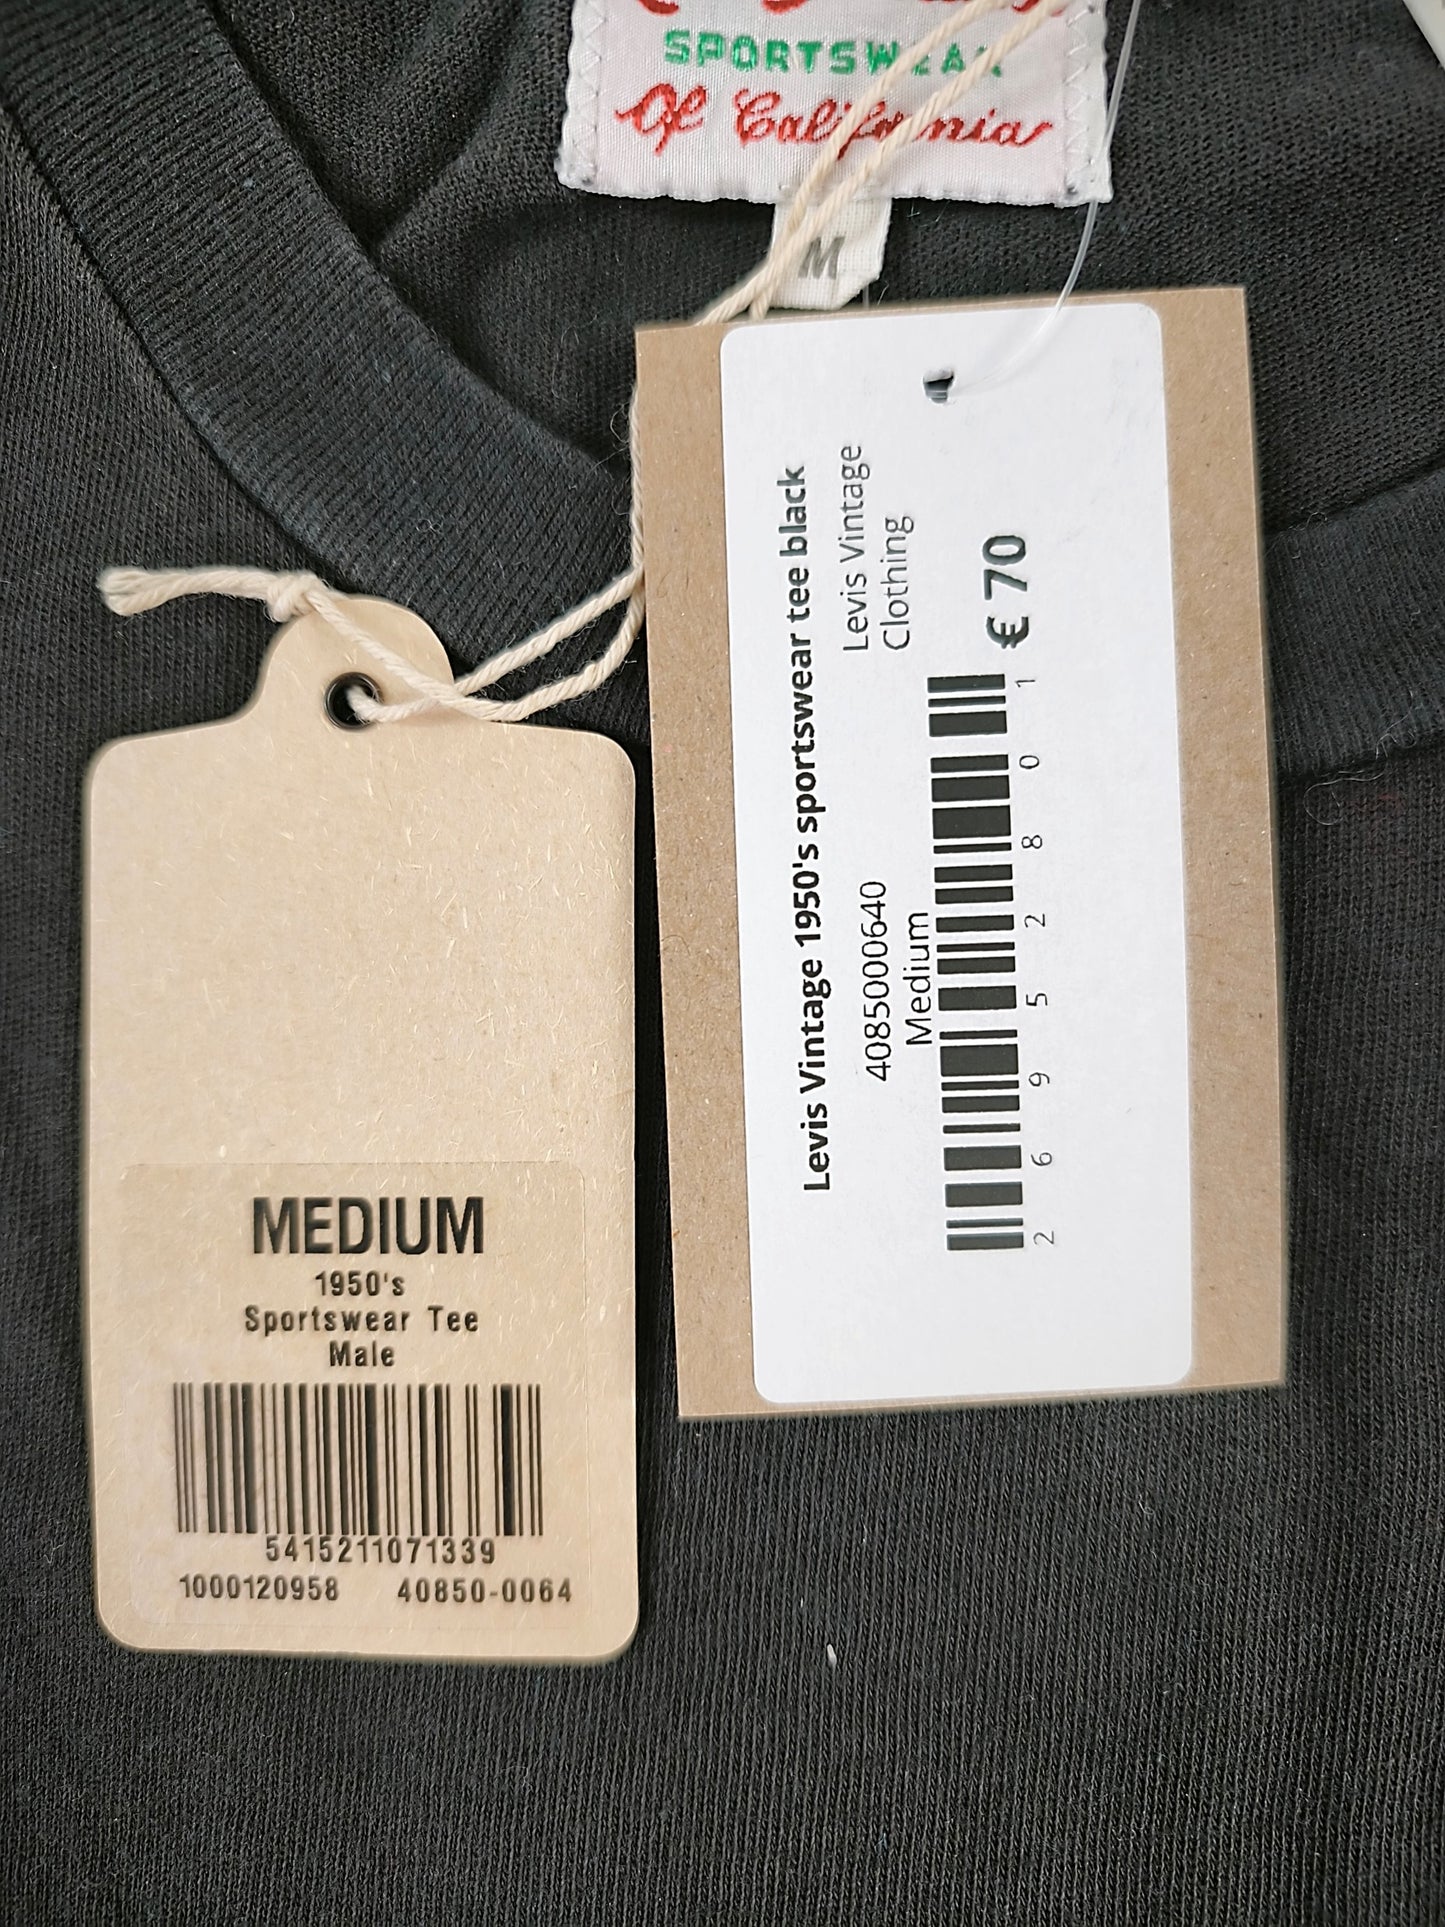 SPORTSWEAR
Of California
M
MEDIUM
1950's
Sportswear Tee
Male
5415211071339
1000120958 40850-0064
Levis Vintage 1950's sportswear tee black
4085000640
Medium
Levis Vintage
Clothing
€ 70
2 6 9 5 2 8 0 1